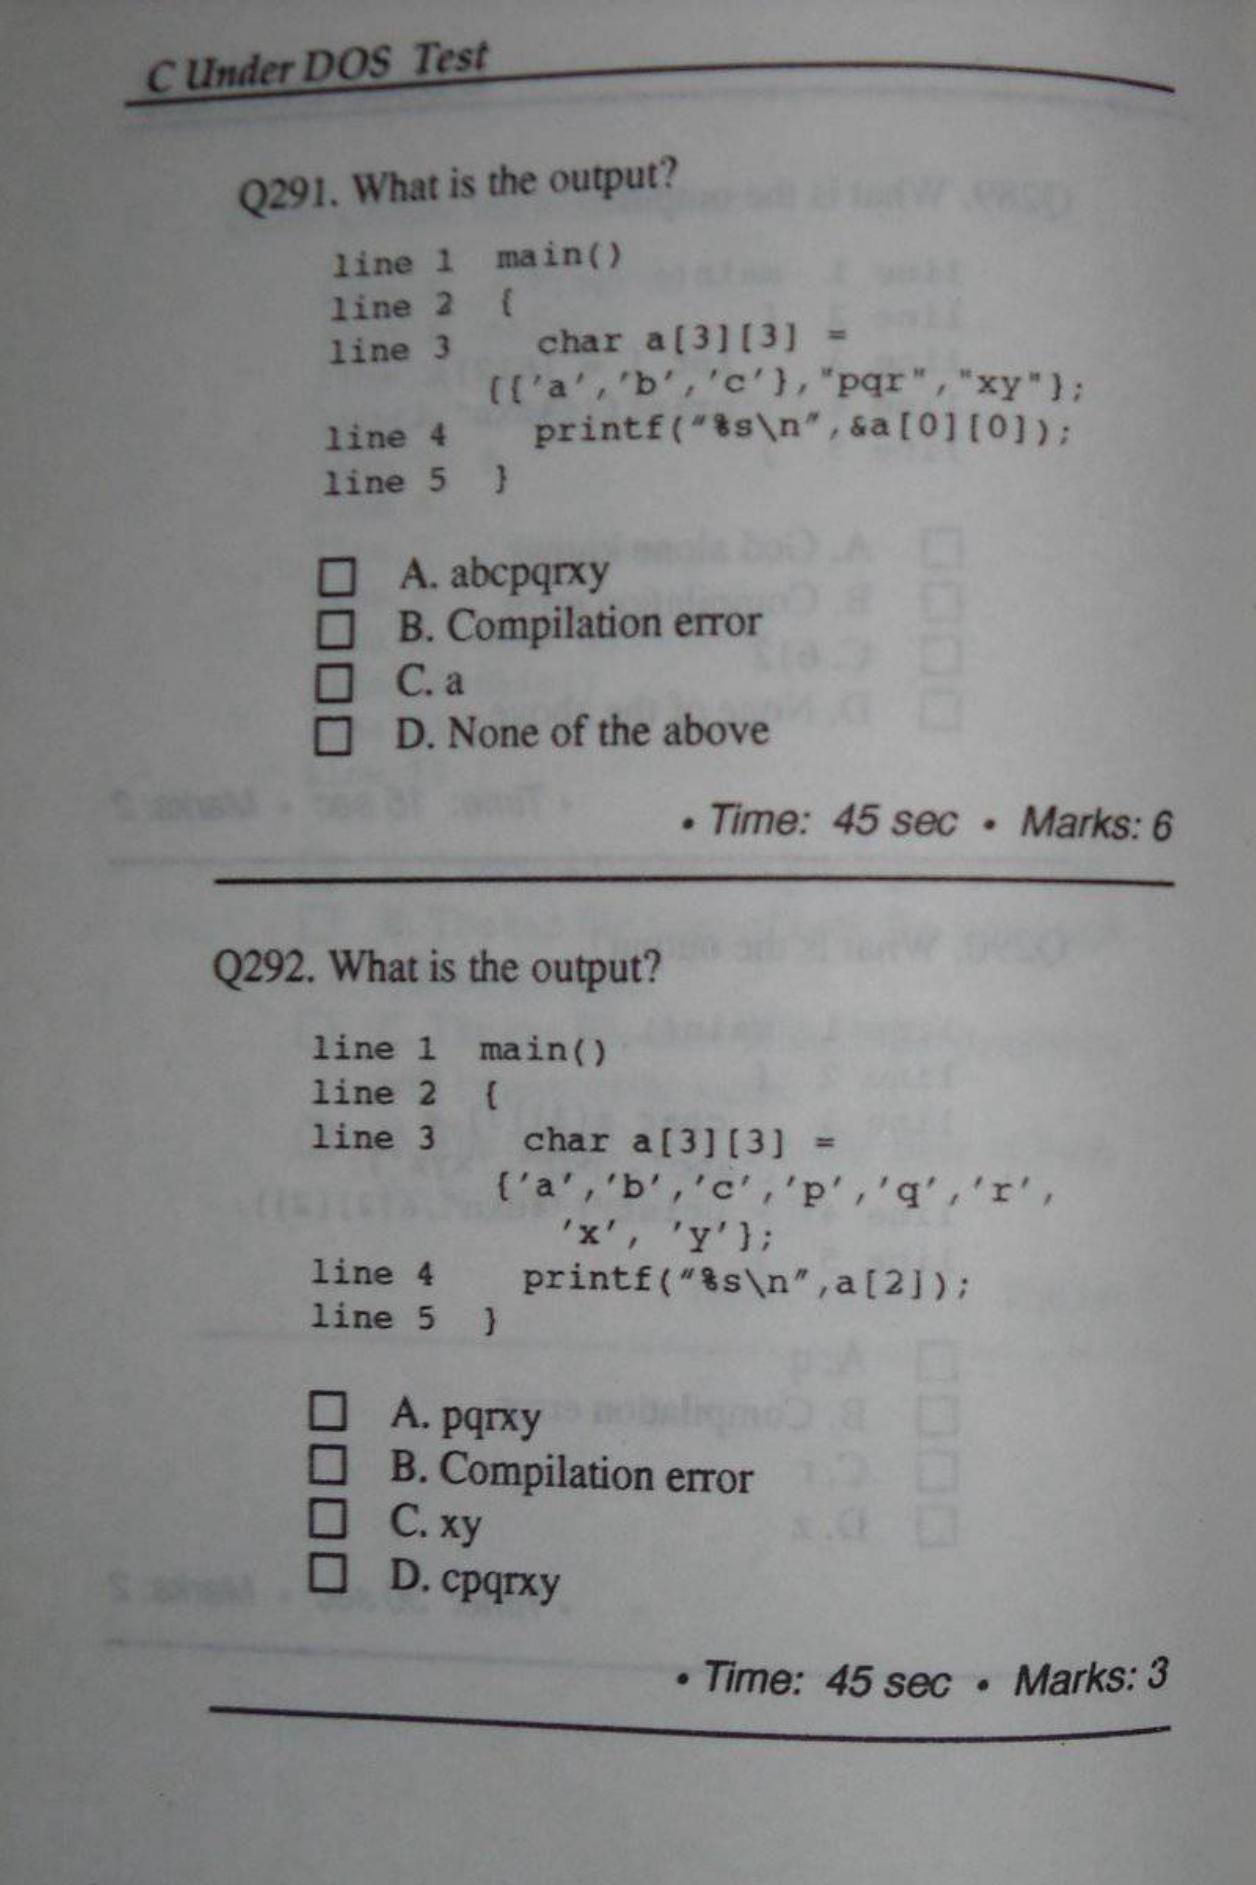 C Under DOS Test
Q291. What is the output?
line 1 main()
line 2 {
line 3 char a[3][3] =
{{'a','b','c'},"pqr","xy"};
line 4 printf("%s\n",&a[0][0]);
line 5 }
A. abcpqrxy
B. Compilation error
C. a
D. None of the above
• Time: 45 sec • Marks: 6
Q292. What is the output?
line 1 main()
line 2 {
line 3 char a[3][3] =
{'a','b','c','p','q','r',
'x', 'y'};
line 4 printf("%s\n",a[2]);
line 5 }
A. pqrxy
B. Compilation error
C. xy
D. cpqrxy
• Time: 45 sec • Marks: 3